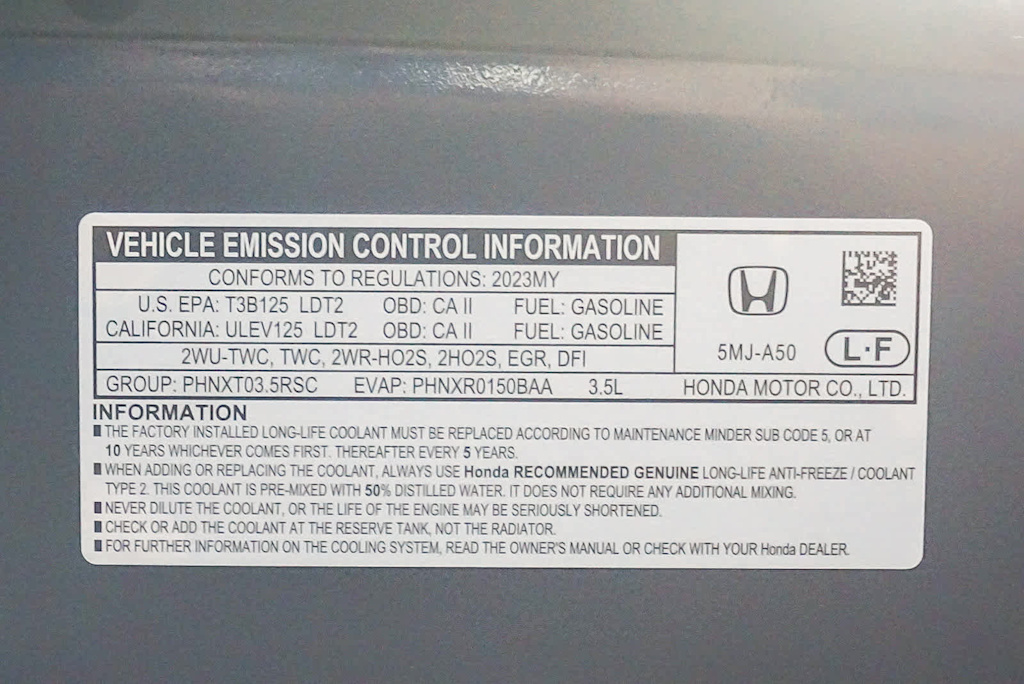 VEHICLE EMISSION CONTROL INFORMATION
CONFORMS TO REGULATIONS: 2023MY
U.S. EPA: T3B125 LDT2 OBD: CA II FUEL: GASOLINE
CALIFORNIA: ULEV125 LDT2 OBD: CA II FUEL: GASOLINE
2WU-TWC, TWC, 2WR-HO2S, 2HO2S, EGR, DFI
5MJ-A50 L·F
GROUP: PHNXT03.5RSC EVAP: PHNXR0150BAA 3.5L HONDA MOTOR CO., LTD.
INFORMATION
THE FACTORY INSTALLED LONG-LIFE COOLANT MUST BE REPLACED ACCORDING TO MAINTENANCE MINDER SUB CODE 5, OR AT
10 YEARS WHICHEVER COMES FIRST. THEREAFTER EVERY 5 YEARS.
WHEN ADDING OR REPLACING THE COOLANT, ALWAYS USE Honda RECOMMENDED GENUINE LONG-LIFE ANTI-FREEZE / COOLANT
TYPE 2. THIS COOLANT IS PRE-MIXED WITH 50% DISTILLED WATER. IT DOES NOT REQUIRE ANY ADDITIONAL MIXING.
NEVER DILUTE THE COOLANT, OR THE LIFE OF THE ENGINE MAY BE SERIOUSLY SHORTENED.
CHECK OR ADD THE COOLANT AT THE RESERVE TANK, NOT THE RADIATOR.
FOR FURTHER INFORMATION ON THE COOLING SYSTEM, READ THE OWNER'S MANUAL OR CHECK WITH YOUR Honda DEALER.